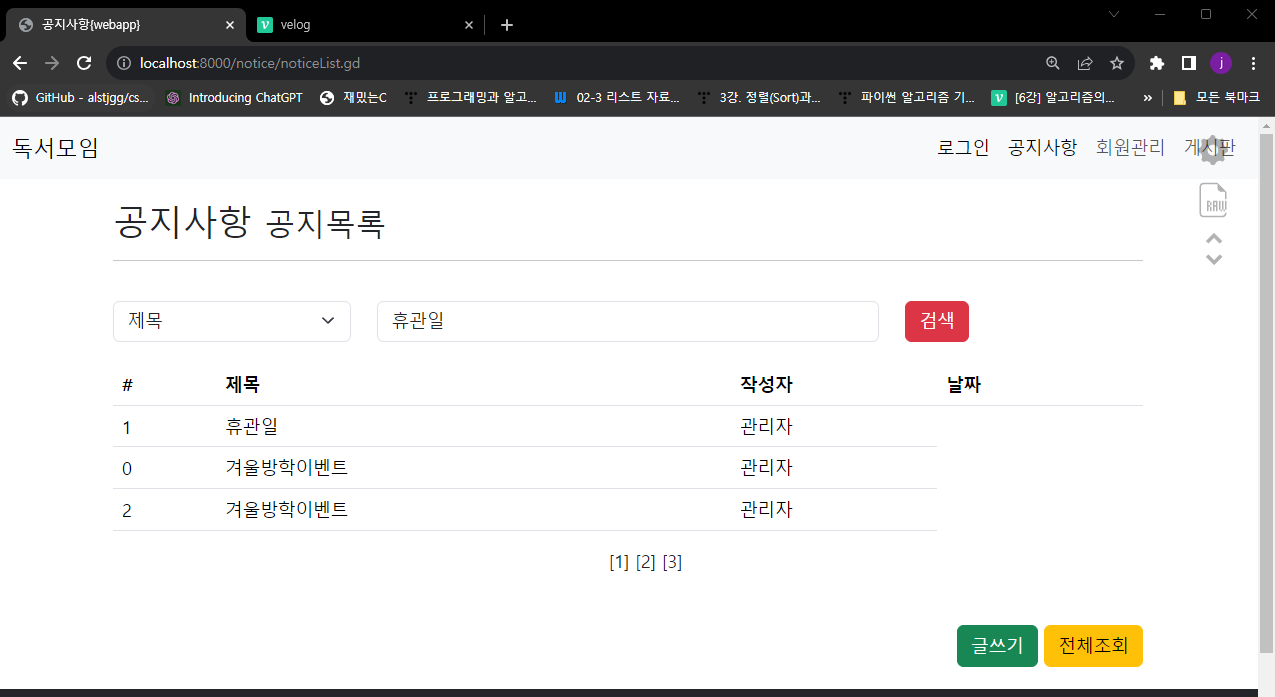 공지사항{webapp}
velog
localhost:8000/notice/noticeList.gd
j
GitHub - alstjgg/cs...
Introducing ChatGPT
재밌는C
프로그래밍과 알고...
02-3 리스트 자료...
3강. 정렬(Sort)과...
파이썬 알고리즘 기...
[6강] 알고리즘의...
»
모든 북마크
독서모임
로그인 공지사항 회원관리 게시판
RAW
공지사항 공지목록
제목
휴관일
검색
# 제목 작성자 날짜
1 휴관일 관리자
0 겨울방학이벤트 관리자
2 겨울방학이벤트 관리자
[1] [2] [3]
글쓰기 전체조회